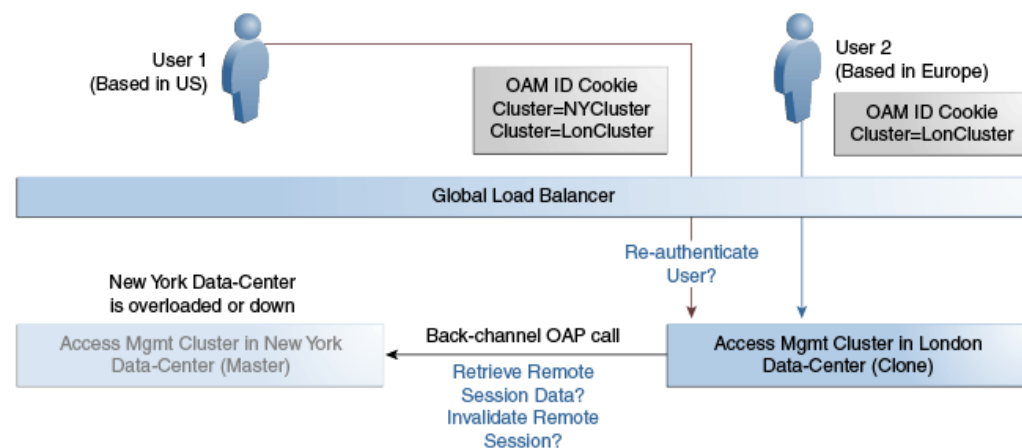 User 1
(Based in US)
OAM ID Cookie
Cluster=NYCluster
Cluster=LonCluster
User 2
(Based in Europe)
OAM ID Cookie
Cluster=LonCluster
Global Load Balancer
Re-authenticate
User?
New York Data-Center
is overloaded or down
Access Mgmt Cluster in New York
Data-Center (Master)
Back-channel OAP call
Retrieve Remote
Session Data?
Invalidate Remote
Session?
Access Mgmt Cluster in London
Data-Center (Clone)